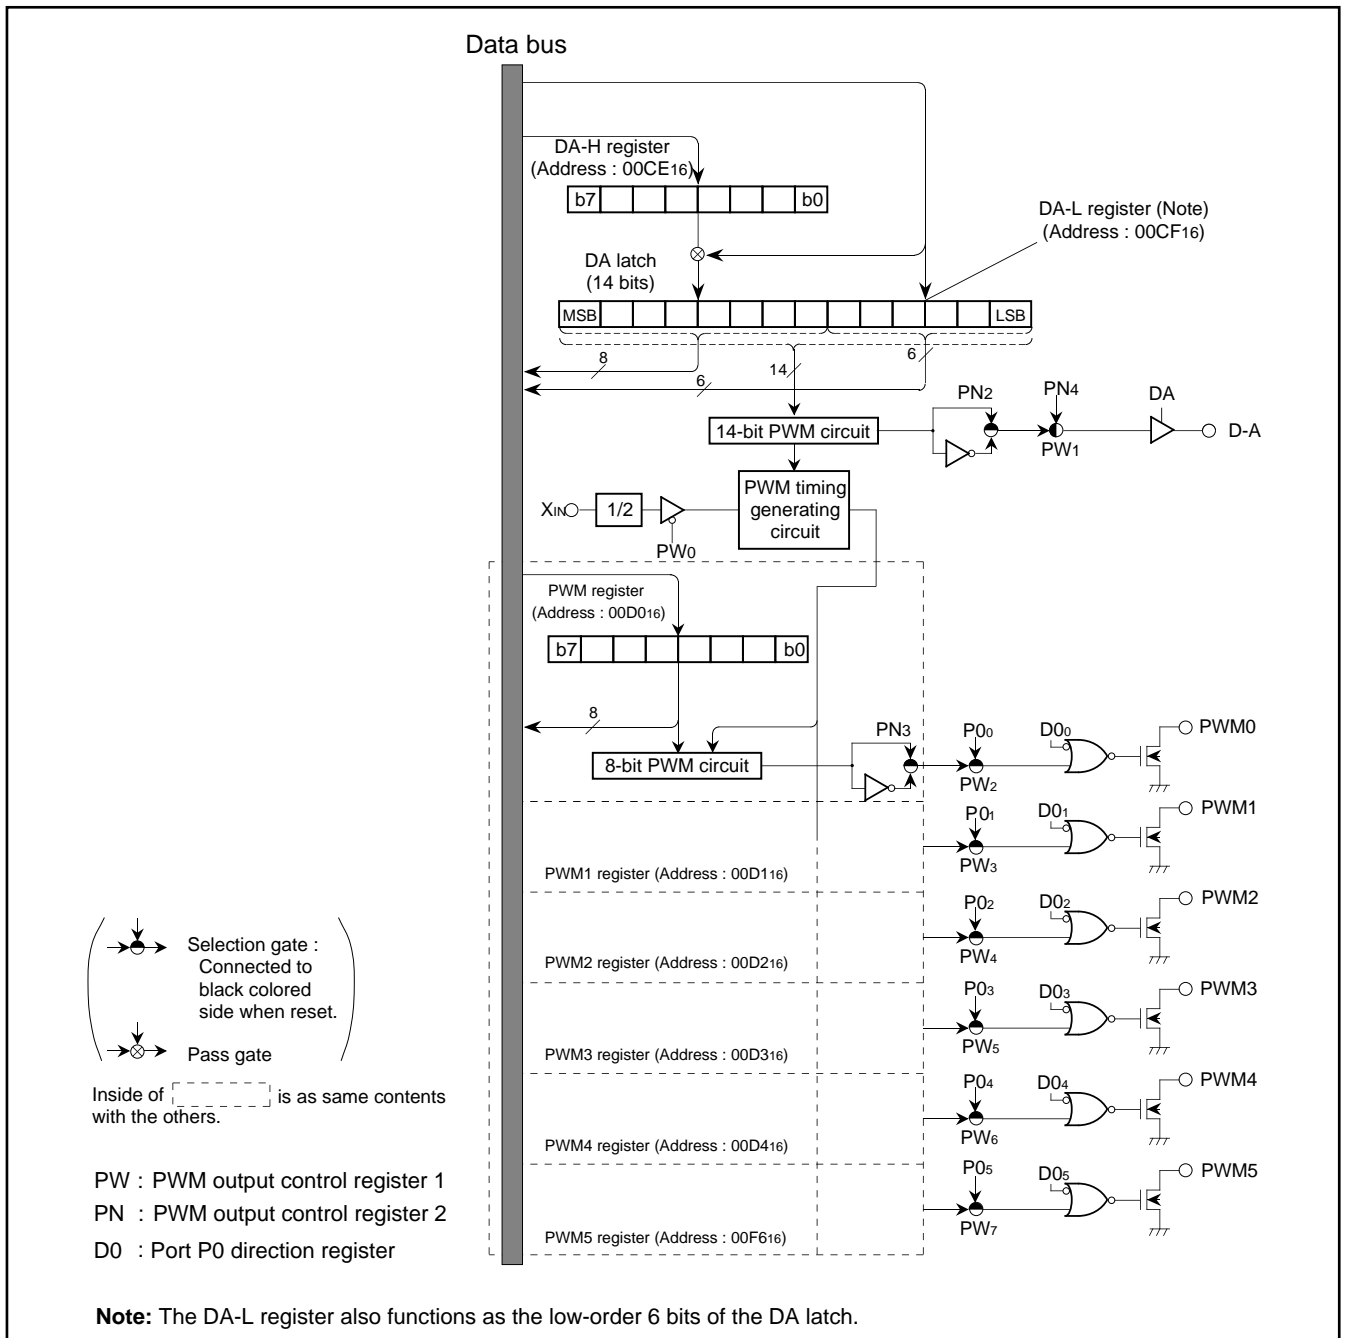 Data bus
DA-H register
(Address : 00CE16)
b7 b0
DA-L register (Note)
(Address : 00CF16)
DA latch
(14 bits)
MSB LSB
8 14 6
6
PN2 PN4 DA
14-bit PWM circuit
D-A
PW1
XIN 1/2
PWM timing
generating
circuit
PW0
PWM register
(Address : 00D016)
b7 b0
8
PN3 P00 D00 PWM0
8-bit PWM circuit
PW2
P01 D01 PWM1
PW3
PWM1 register (Address : 00D116)
P02 D02 PWM2
PW4
PWM2 register (Address : 00D216)
P03 D03 PWM3
PW5
PWM3 register (Address : 00D316)
P04 D04 PWM4
PW6
PWM4 register (Address : 00D416)
P05 D05 PWM5
PW7
PWM5 register (Address : 00F616)
Selection gate :
Connected to
black colored
side when reset.
Pass gate
Inside of is as same contents
with the others.
PW : PWM output control register 1
PN : PWM output control register 2
D0 : Port P0 direction register
Note: The DA-L register also functions as the low-order 6 bits of the DA latch.